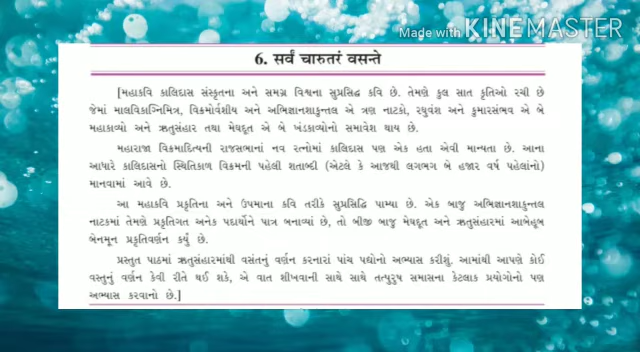 Made with KINEMASTER
6. सर्वं चारुतरं वसन्ते
[મહાકવિ કાલિદાસ સંસ્કૃતના અને સમગ્ર વિશ્વના સુપ્રસિદ્ધ કવિ છે. તેમણે કુલ સાત કૃતિઓ રચી છે
જેમાં માલવિકાગ્નિમિત્ર, વિક્રમોર્વશીય અને અભિજ્ઞાનશાકુન્તલ એ ત્રણ નાટકો, રઘુવંશ અને કુમારસંભવ એ બે
મહાકાવ્યો અને ઋતુસંહાર તથા મેઘદૂત એ બે ખંડકાવ્યોનો સમાવેશ થાય છે.
મહારાજા વિક્રમાદિત્યની રાજસભાનાં નવ રત્નોમાં કાલિદાસ પણ એક હતા એવી માન્યતા છે. આના
આધારે કાલિદાસનો સ્થિતિકાળ વિક્રમની પહેલી શતાબ્દી (એટલે કે આજથી લગભગ બે હજાર વર્ષ પહેલાંનો)
માનવામાં આવે છે.
આ મહાકવિ પ્રકૃતિના અને ઉપમાના કવિ તરીકે સુપ્રસિદ્ધિ પામ્યા છે. એક બાજુ અભિજ્ઞાનશાકુન્તલ
નાટકમાં તેમણે પ્રકૃતિગત અનેક પદાર્થોને પાત્ર બનાવ્યાં છે, તો બીજી બાજુ મેઘદૂત અને ઋતુસંહારમાં આબેહૂબ
બેનમૂન પ્રકૃતિવર્ણન કર્યું છે.
પ્રસ્તુત પાઠમાં ઋતુસંહારમાંથી વસંતનું વર્ણન કરનારાં પાંચ પદ્યોનો અભ્યાસ કરીશું. આમાંથી આપણે કોઈ
વસ્તુનું વર્ણન કેવી રીતે થઈ શકે, એ વાત શીખવાની સાથે સાથે તત્પુરુષ સમાસના કેટલાક પ્રયોગોનો પણ
અભ્યાસ કરવાનો છે.]